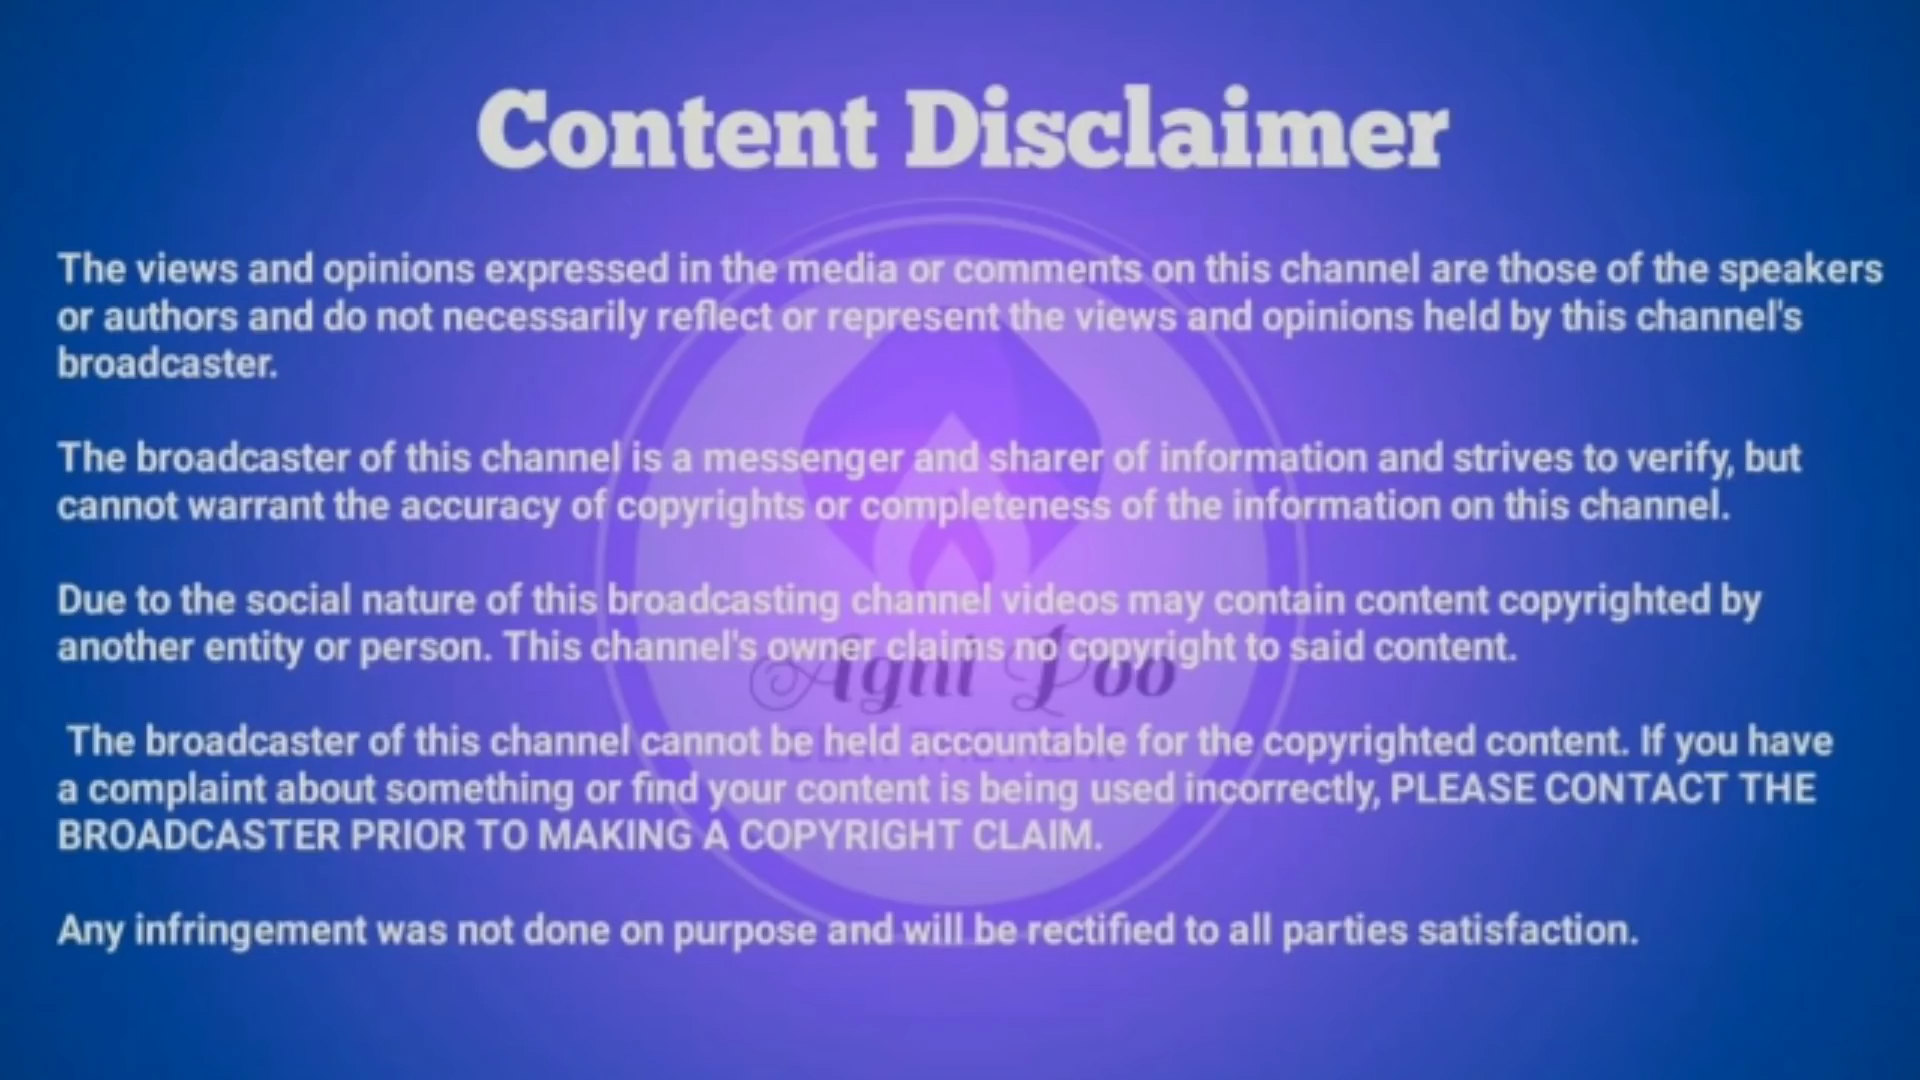 Content Disclaimer
The views and opinions expressed in the media or comments on this channel are those of the speakers
or authors and do not necessarily reflect or represent the views and opinions held by this channel's
broadcaster.
The broadcaster of this channel is a messenger and sharer of information and strives to verify, but
cannot warrant the accuracy of copyrights or completeness of the information on this channel.
Due to the social nature of this broadcasting channel videos may contain content copyrighted by
another entity or person. This channel's owner claims no copyright to said content.
Agni Poo
The broadcaster of this channel cannot be held accountable for the copyrighted content. If you have
a complaint about something or find your content is being used incorrectly, PLEASE CONTACT THE
BROADCASTER PRIOR TO MAKING A COPYRIGHT CLAIM.
Any infringement was not done on purpose and will be rectified to all parties satisfaction.